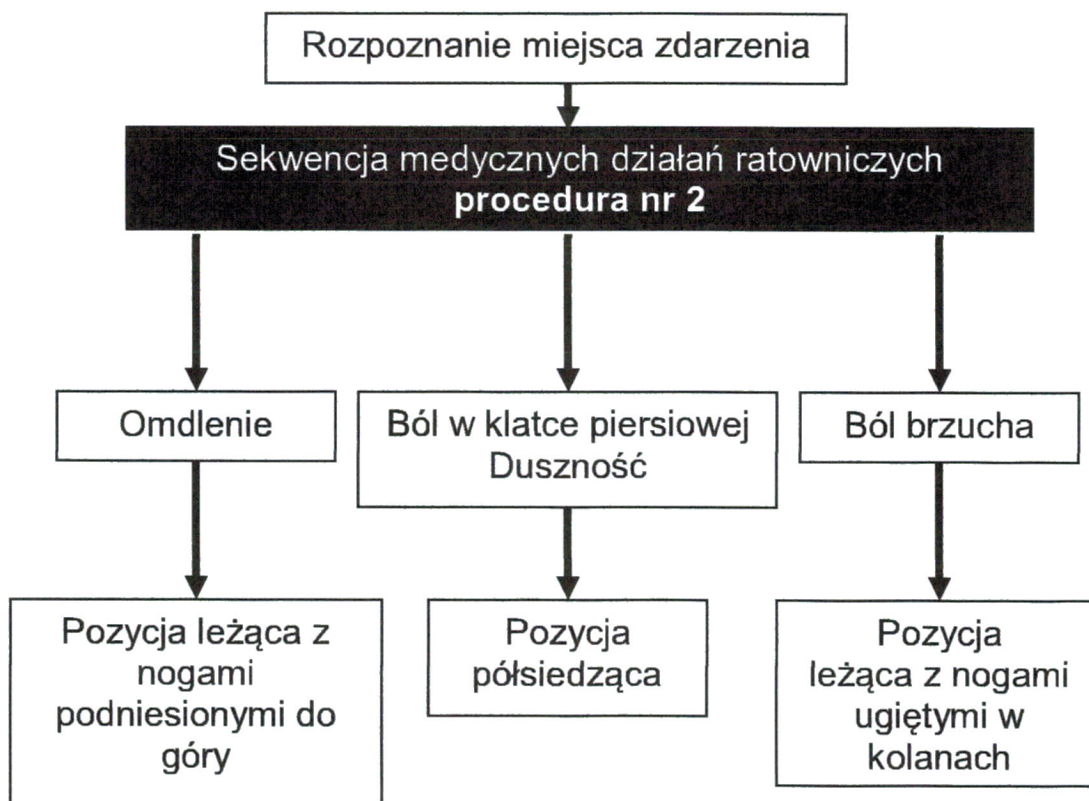 Rozpoznanie miejsca zdarzenia
Sekwencja medycznych działań ratowniczych
procedura nr 2
Omdlenie
Ból w klatce piersiowej
Duszność
Ból brzucha
Pozycja leżąca z
nogami
podniesionymi do
góry
Pozycja
półsiedząca
Pozycja
leżąca z nogami
ugiętymi w
kolanach